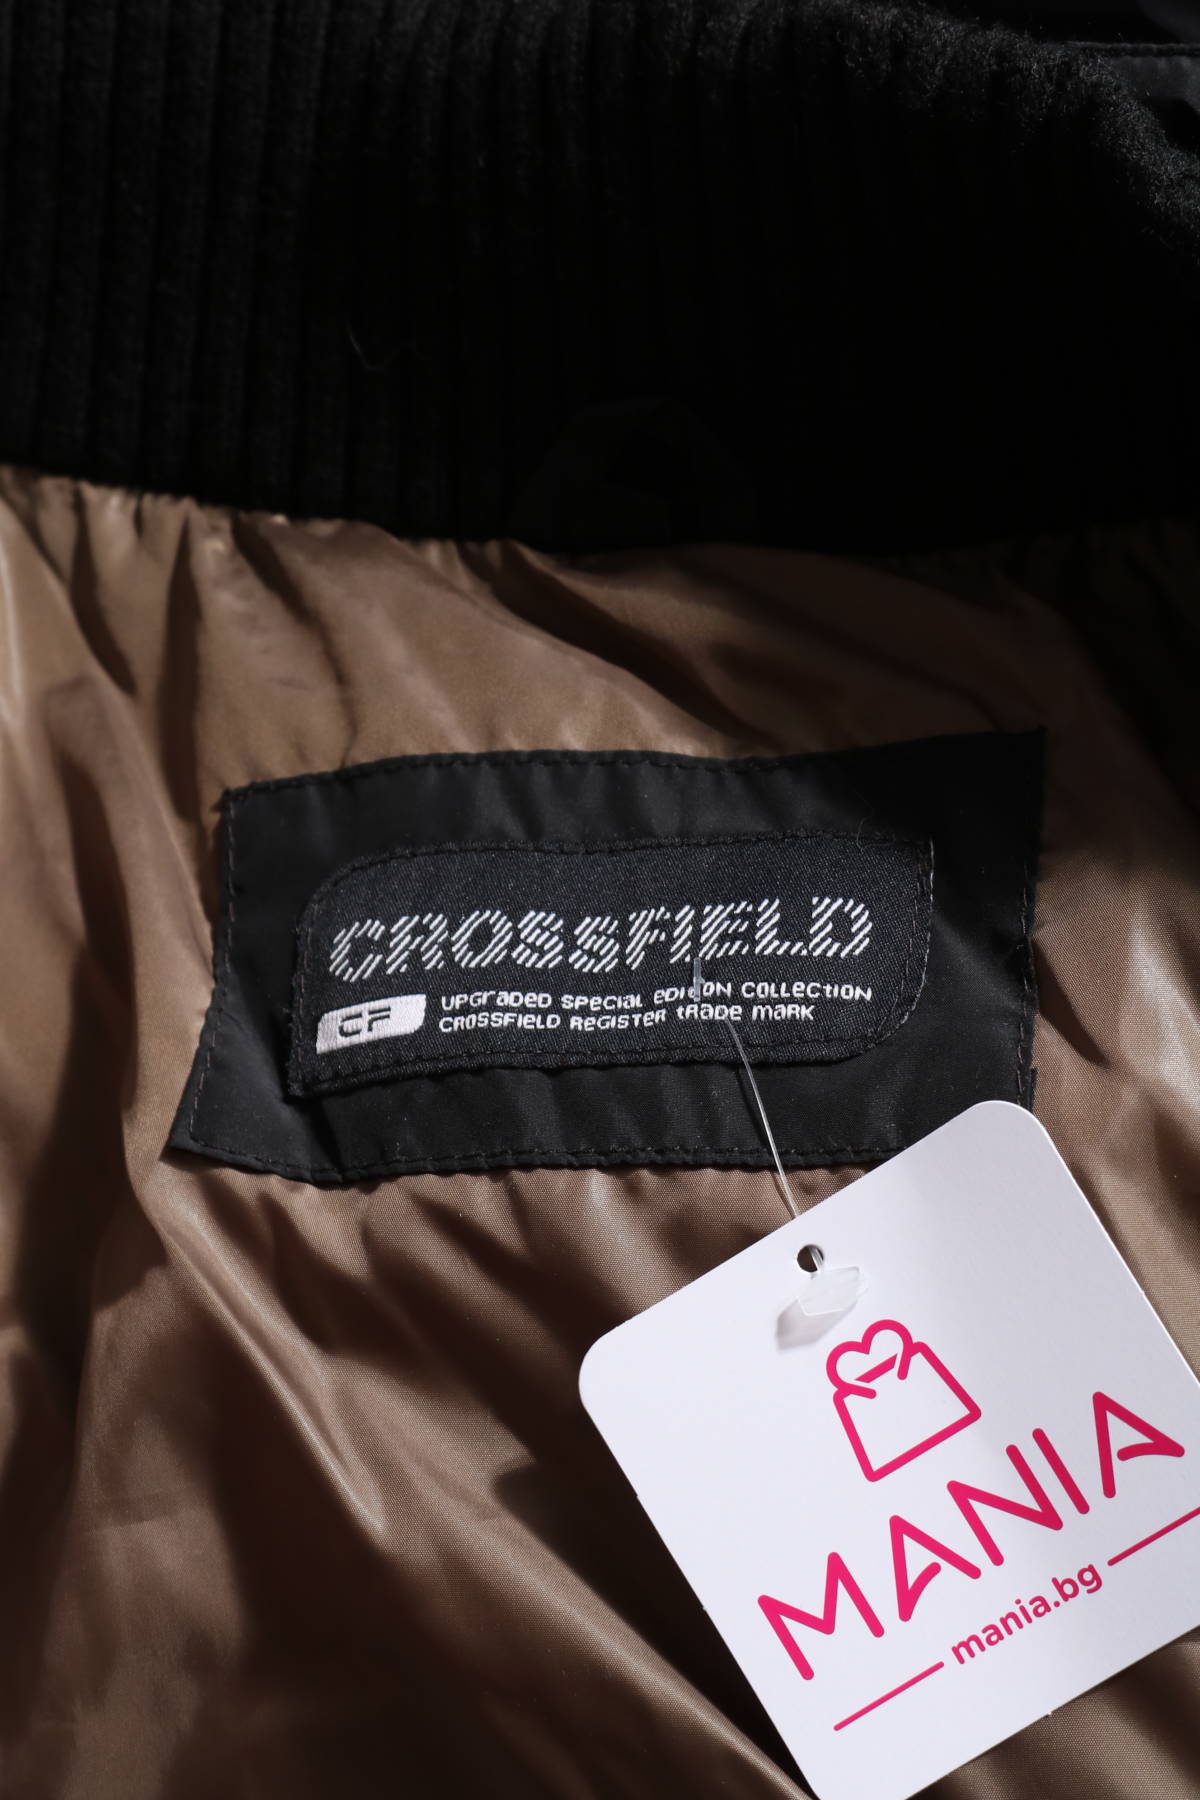 CROSSFIELD
CF
UPGrADED SPECIAL EDITION COLLECTION
CROSSFIELD REGISTER tRADE MARK
MANIA
mania.bg